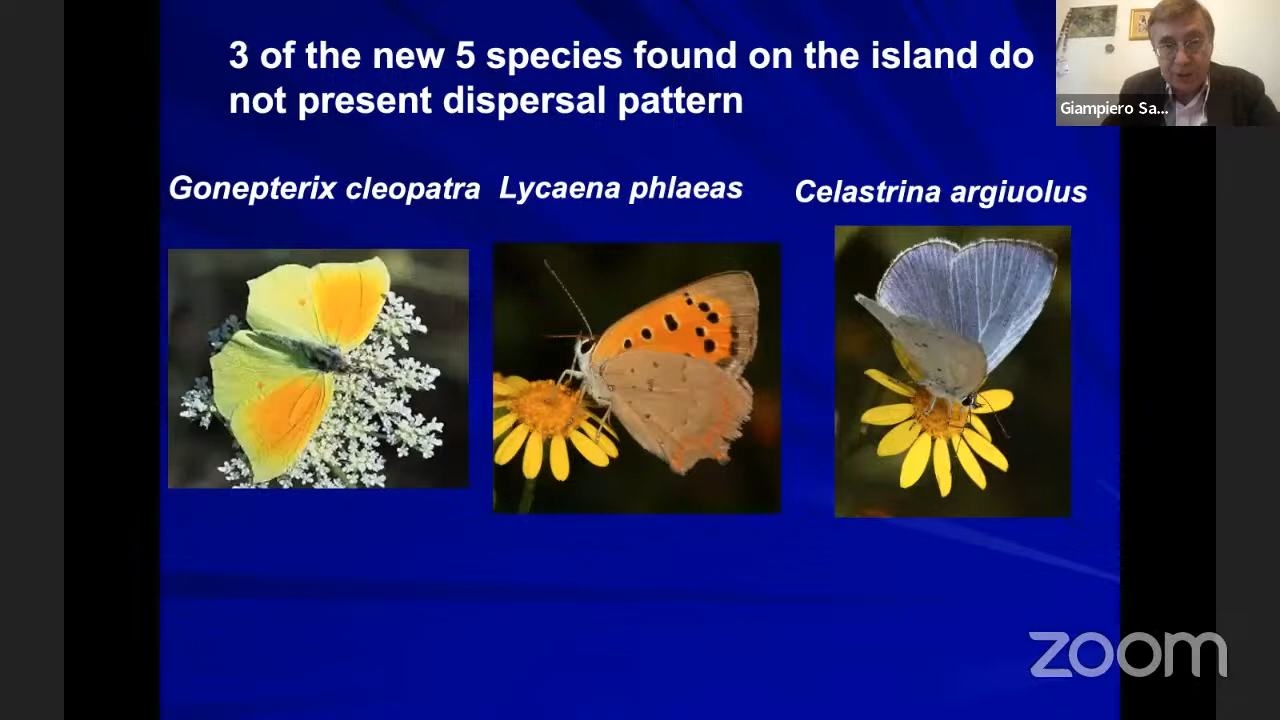 3 of the new 5 species found on the island do
not present dispersal pattern
Giampiero Sa...
Gonepterix cleopatra
Lycaena phlaeas
Celastrina argiuolus
zoom